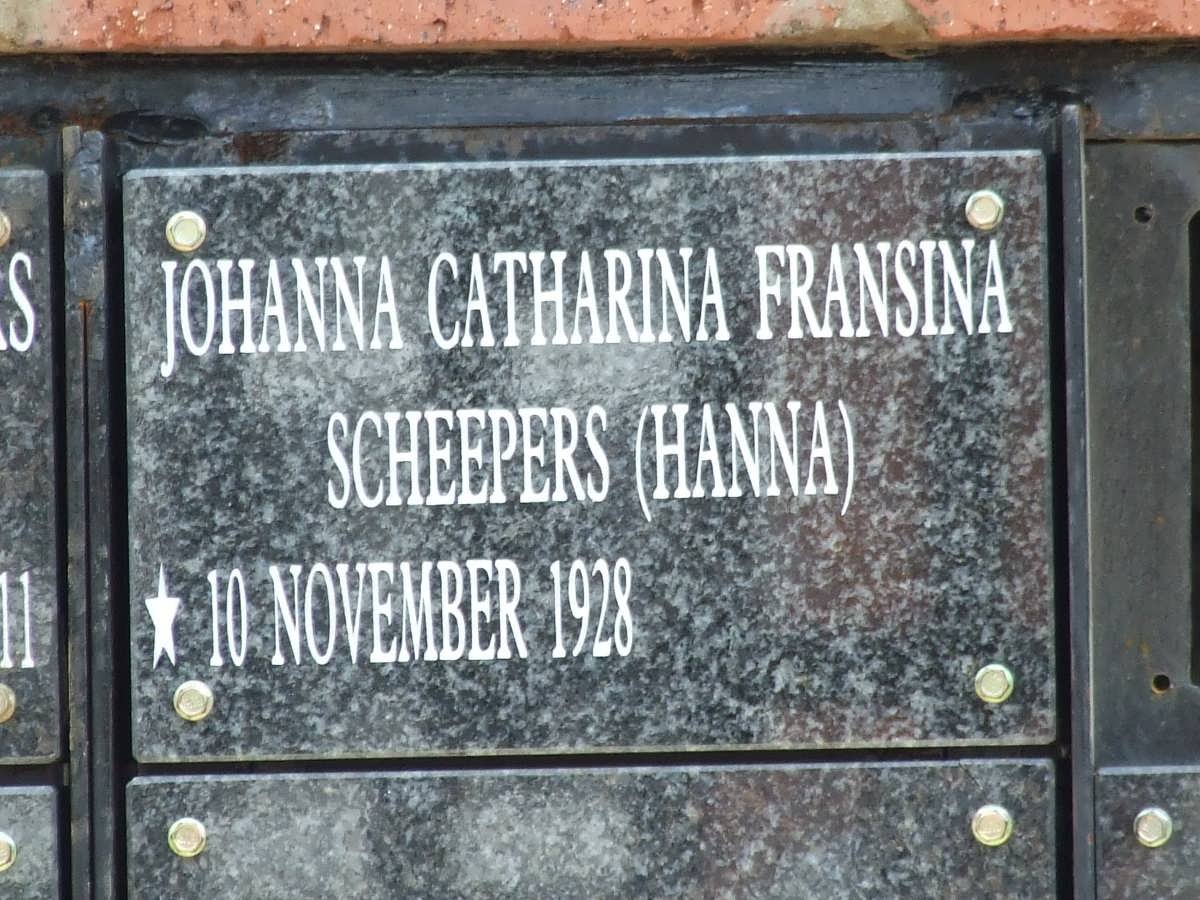 JOHANNA CATHARINA FRANSINA
SCHEEPERS (HANNA)
★ 10 NOVEMBER 1928